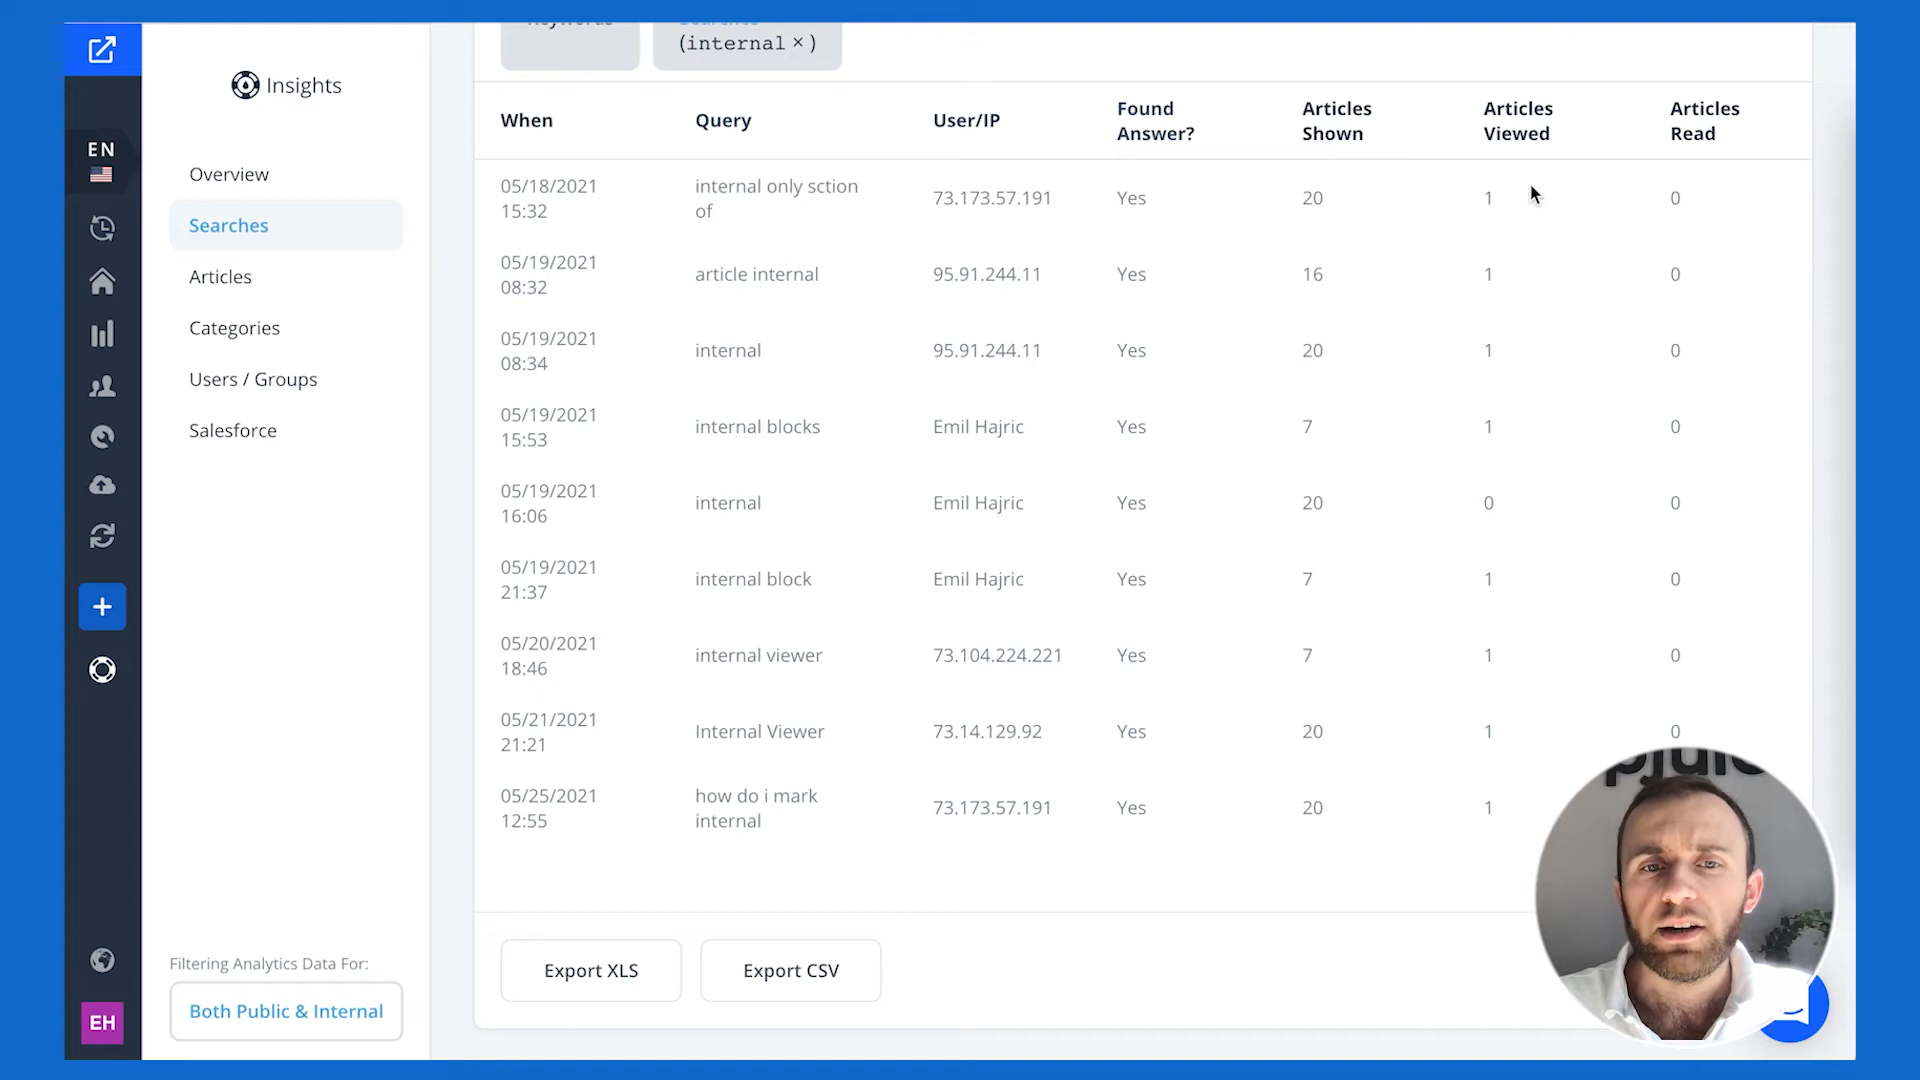 (internal × )
Insights
EN
Overview
Searches
Articles
Categories
Users / Groups
Salesforce
When Query User/IP Found Answer? Articles Shown Articles Viewed Articles Read
05/18/2021 15:32 internal only sction of 73.173.57.191 Yes 20 1 0
05/19/2021 08:32 article internal 95.91.244.11 Yes 16 1 0
05/19/2021 08:34 internal 95.91.244.11 Yes 20 1 0
05/19/2021 15:53 internal blocks Emil Hajric Yes 7 1 0
05/19/2021 16:06 internal Emil Hajric Yes 20 0 0
05/19/2021 21:37 internal block Emil Hajric Yes 7 1 0
05/20/2021 18:46 internal viewer 73.104.224.221 Yes 7 1 0
05/21/2021 21:21 Internal Viewer 73.14.129.92 Yes 20 1 0
05/25/2021 12:55 how do i mark internal 73.173.57.191 Yes 20 1
Export XLS Export CSV
Filtering Analytics Data For:
Both Public & Internal
EH